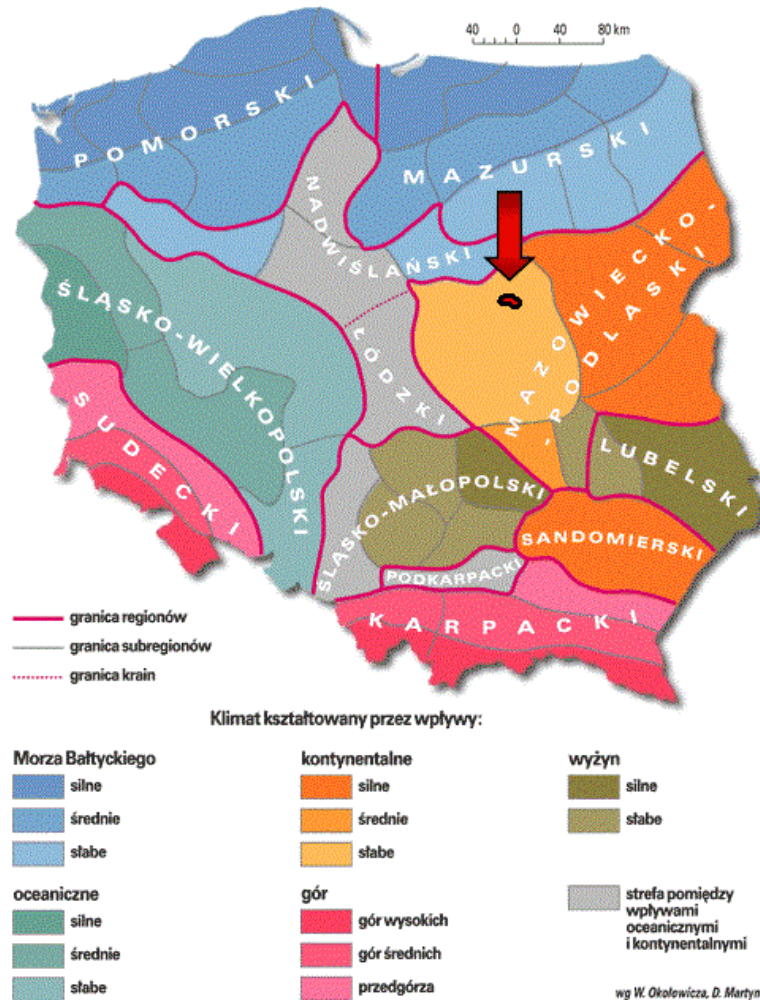 40 0 40 80 km
POMORSKI
MAZURSKI
NADWIŚLAŃSKI
MAZOWIECKO-
-PODLASKI
ŚLĄSKO-WIELKOPOLSKI
ŁÓDZKI
SUDECKI
LUBELSKI
ŚLĄSKO-MAŁOPOLSKI
SANDOMIERSKI
PODKARPACKI
KARPACKI
granica regionów
granica subregionów
granica krain
Klimat kształtowany przez wpływy:
Morza Bałtyckiego
silne
średnie
słabe
kontynentalne
silne
średnie
słabe
wyżyn
silne
słabe
oceaniczne
silne
średnie
słabe
gór
gór wysokich
gór średnich
przedgórza
strefa pomiędzy
wpływami
oceanicznymi
i kontynentalnymi
wg W. Okołowicza, D. Martyn